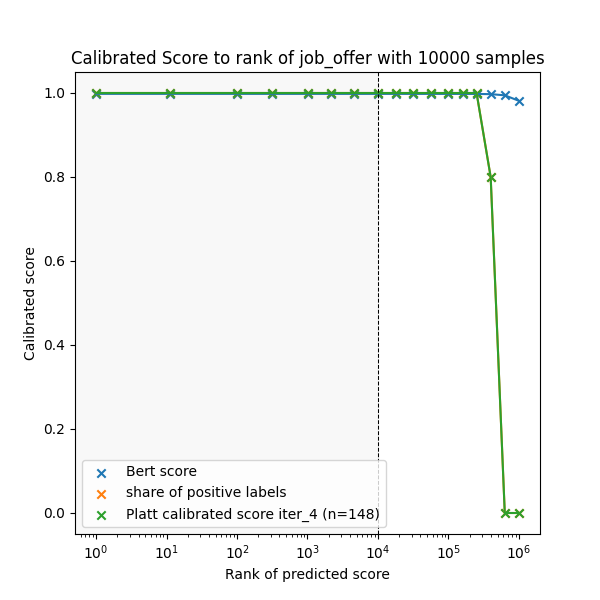 Calibrated Score to rank of job_offer with 10000 samples
Calibrated score
1.0
0.8
0.6
0.4
0.2
0.0
Bert score
share of positive labels
Platt calibrated score iter_4 (n=148)
10⁰ 10¹ 10² 10³ 10⁴ 10⁵ 10⁶
Rank of predicted score